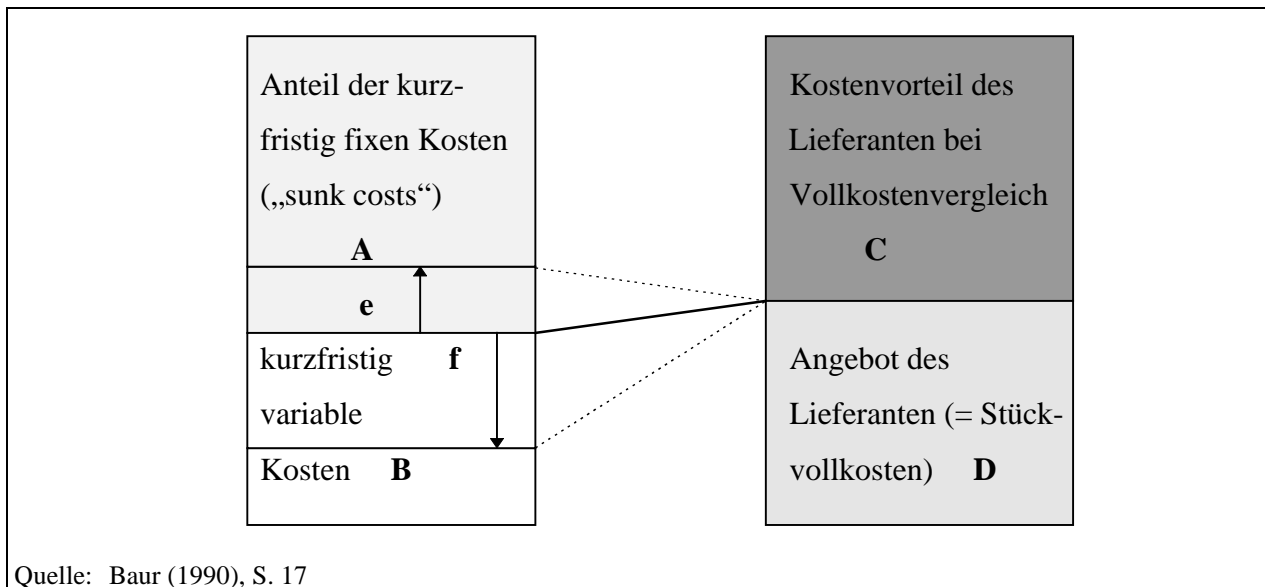 Anteil der kurz-
fristig fixen Kosten
(„sunk costs“)
A
e
kurzfristig f
variable
Kosten B
Kostenvorteil des
Lieferanten bei
Vollkostenvergleich
C
Angebot des
Lieferanten (= Stück-
vollkosten) D
Quelle: Baur (1990), S. 17